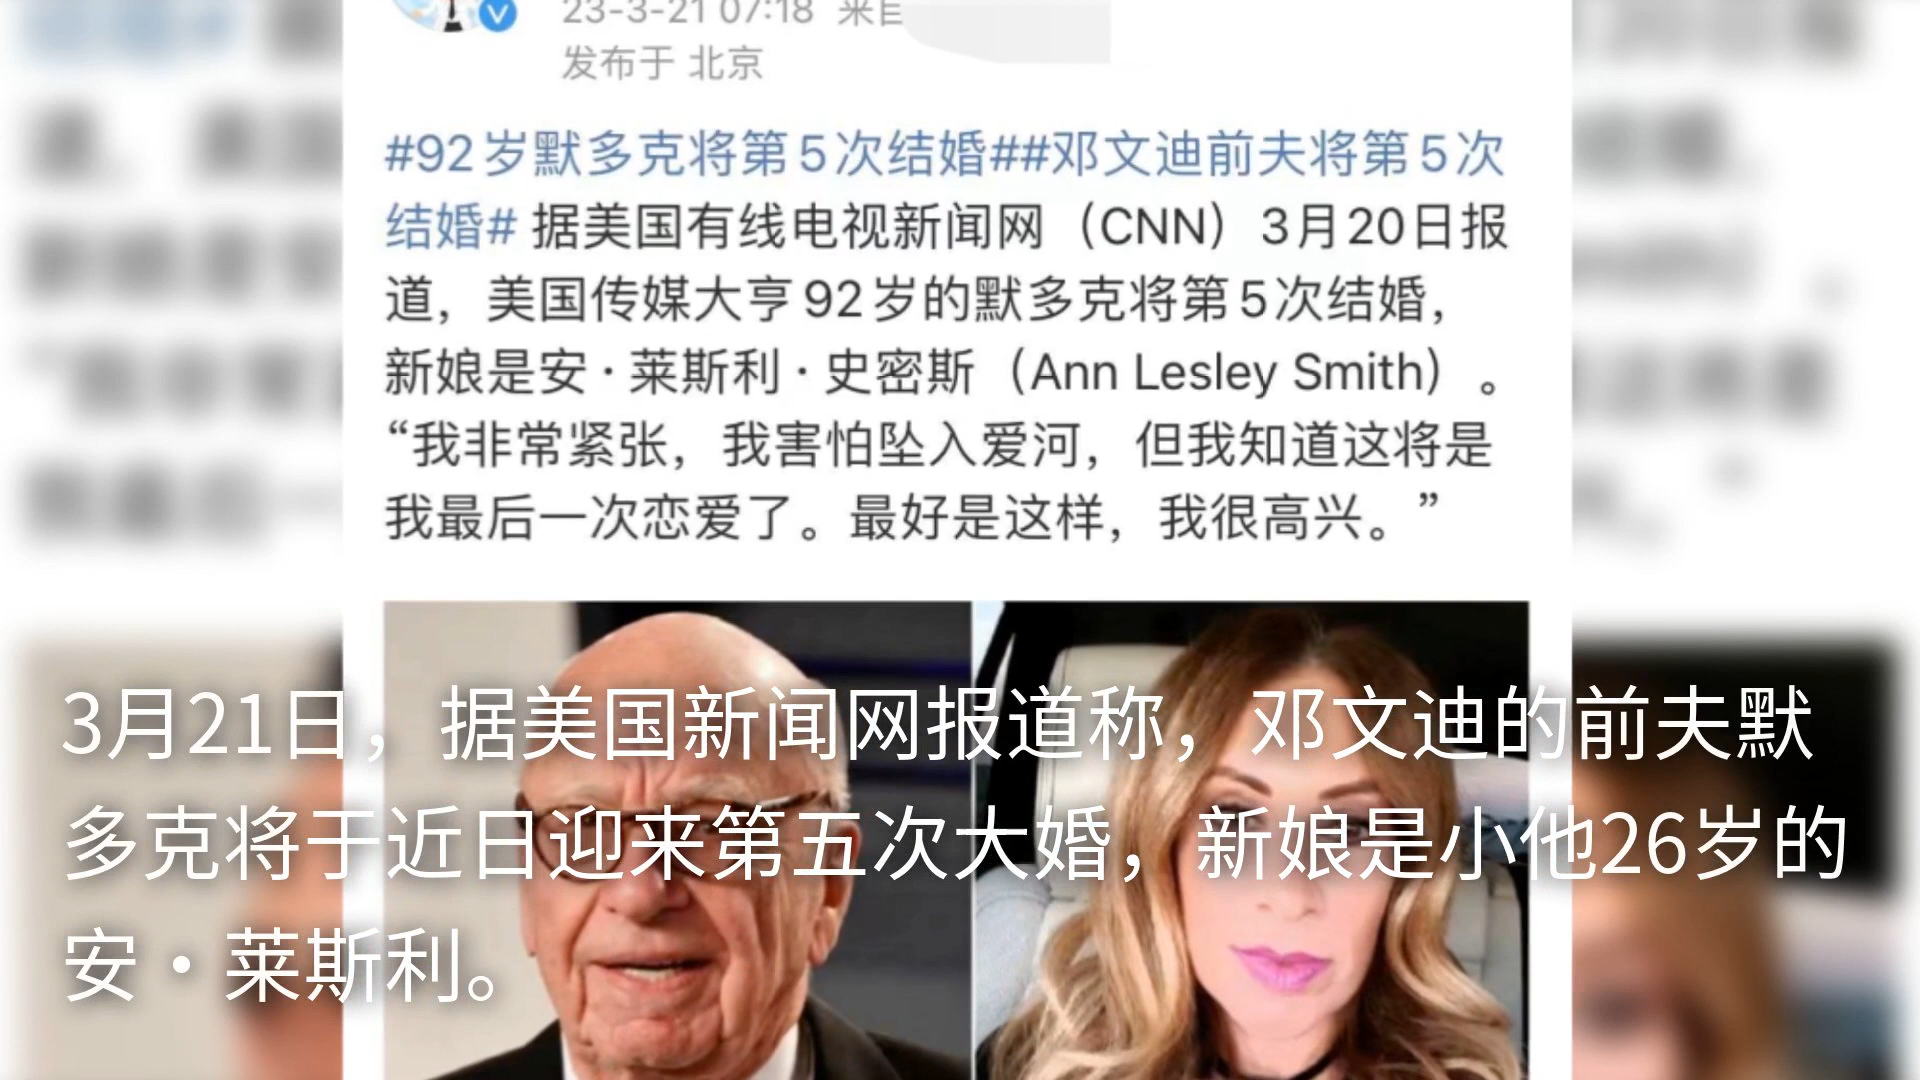 23-3-21 07:18 来自
发布于 北京
#92岁默多克将第5次结婚##邓文迪前夫将第5次
结婚# 据美国有线电视新闻网（CNN）3月20日报
道，美国传媒大亨92岁的默多克将第5次结婚，
新娘是安·莱斯利·史密斯（Ann Lesley Smith）。
“我非常紧张，我害怕坠入爱河，但我知道这将是
我最后一次恋爱了。最好是这样，我很高兴。”
3月21日，据美国新闻网报道称，邓文迪的前夫默
多克将于近日迎来第五次大婚，新娘是小他26岁的
安·莱斯利。